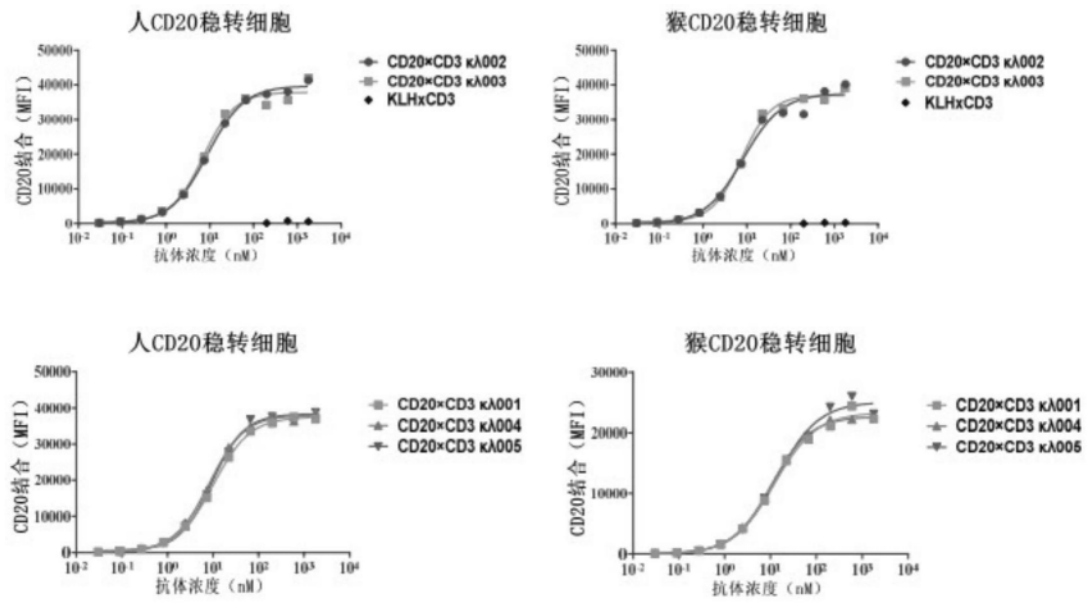 人CD20稳转细胞
50000
40000
30000
20000
10000
0
CD20结合（MFI）
10⁻² 10⁻¹ 10⁰ 10¹ 10² 10³ 10⁴
抗体浓度（nM）
CD20×CD3 κλ002
CD20×CD3 κλ003
KLHxCD3
猴CD20稳转细胞
50000
40000
30000
20000
10000
0
CD20结合（MFI）
10⁻² 10⁻¹ 10⁰ 10¹ 10² 10³ 10⁴
抗体浓度（nM）
CD20×CD3 κλ002
CD20×CD3 κλ003
KLHxCD3
人CD20稳转细胞
50000
40000
30000
20000
10000
0
CD20结合（MFI）
10⁻² 10⁻¹ 10⁰ 10¹ 10² 10³ 10⁴
抗体浓度（nM）
CD20×CD3 κλ001
CD20×CD3 κλ004
CD20×CD3 κλ005
猴CD20稳转细胞
30000
20000
10000
0
CD20结合（MFI）
10⁻² 10⁻¹ 10⁰ 10¹ 10² 10³ 10⁴
抗体浓度（nM）
CD20×CD3 κλ001
CD20×CD3 κλ004
CD20×CD3 κλ005